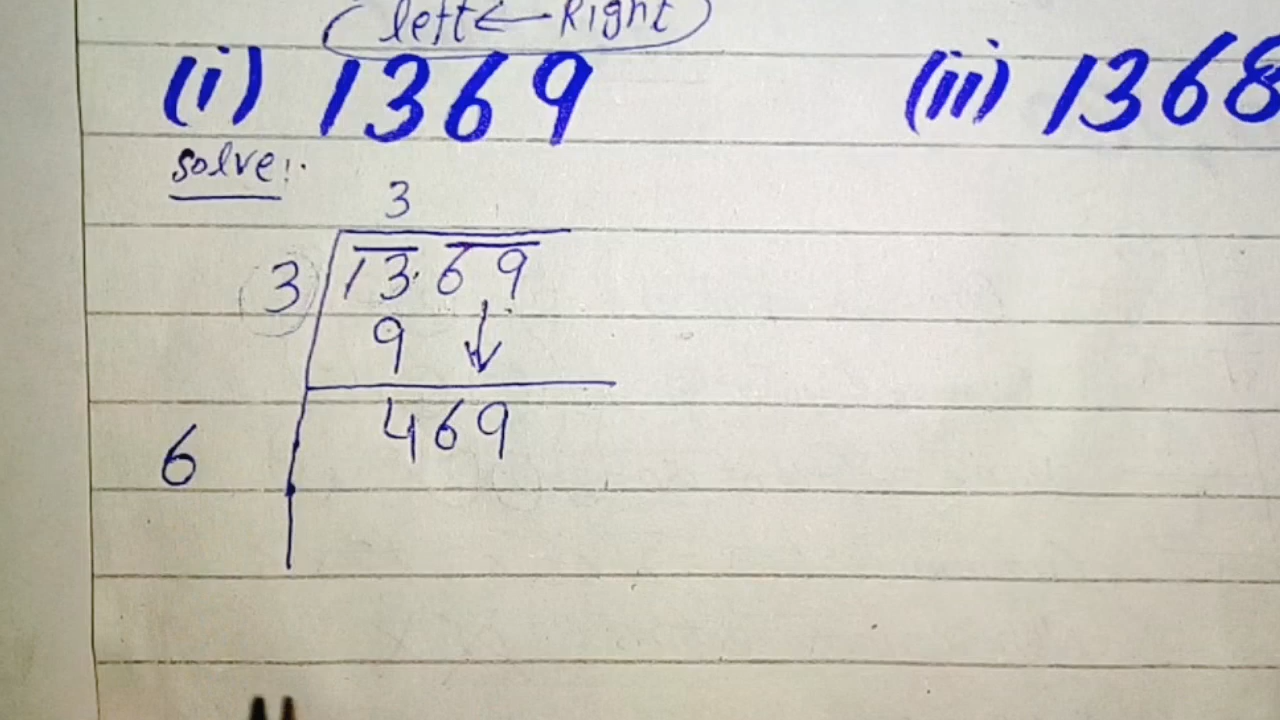 left ← Right
(i) 1369 (ii) 1368
solve:
3
3 13 69
9
6 469